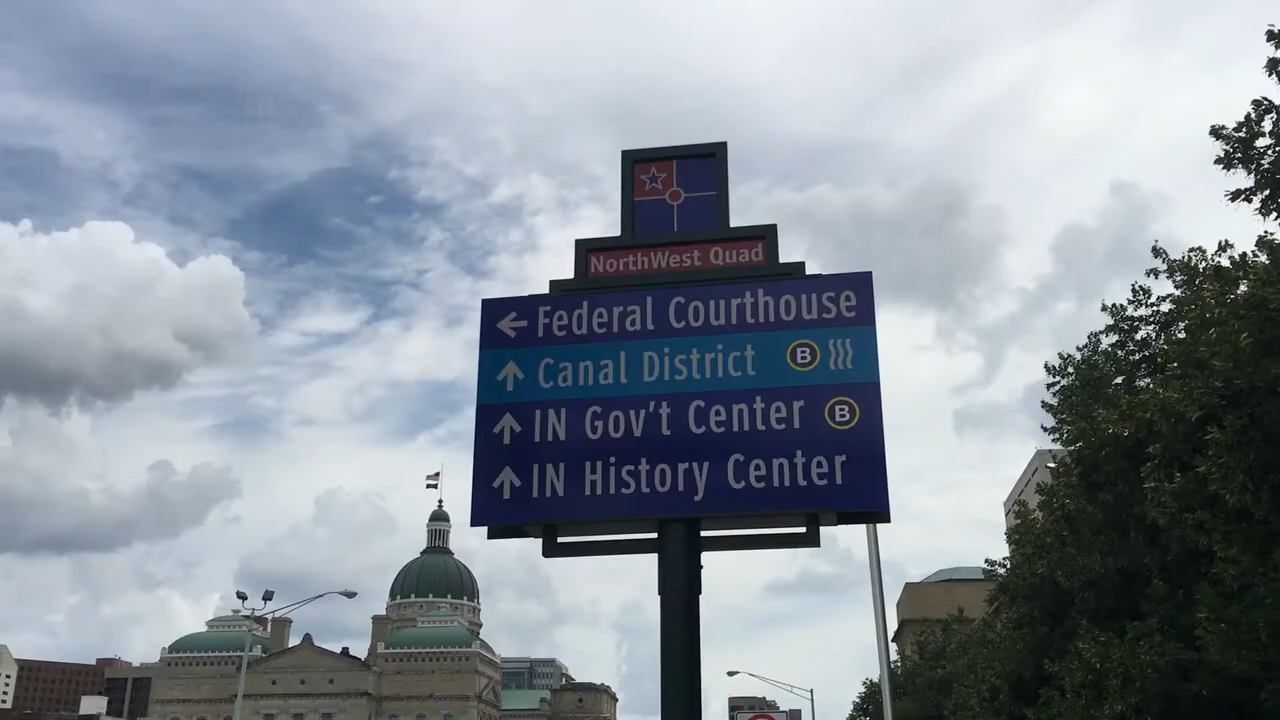 NorthWest Quad
← Federal Courthouse
↑ Canal District B
↑ IN Gov't Center B
↑ IN History Center